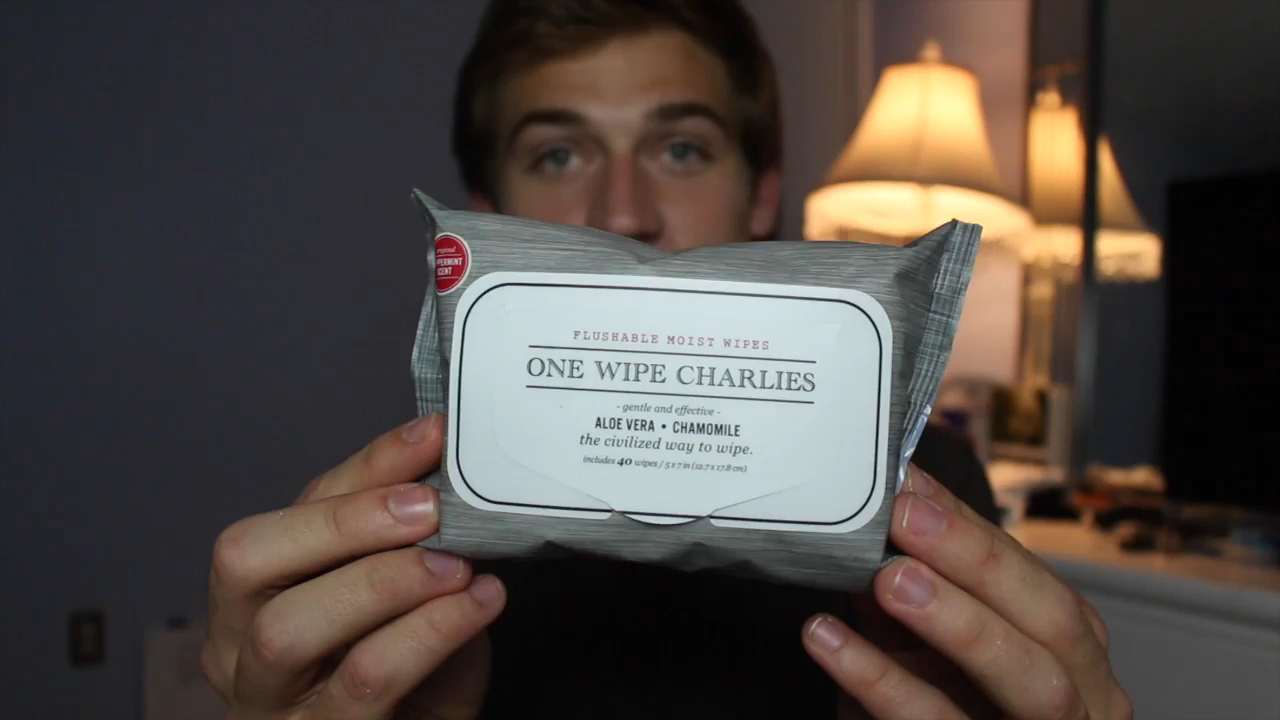 FLUSHABLE MOIST WIPES
ONE WIPE CHARLIES
- gentle and effective -
ALOE VERA • CHAMOMILE
the civilized way to wipe.
includes 40 wipes / 5 x 7 in (12.7 x 17.8 cm)